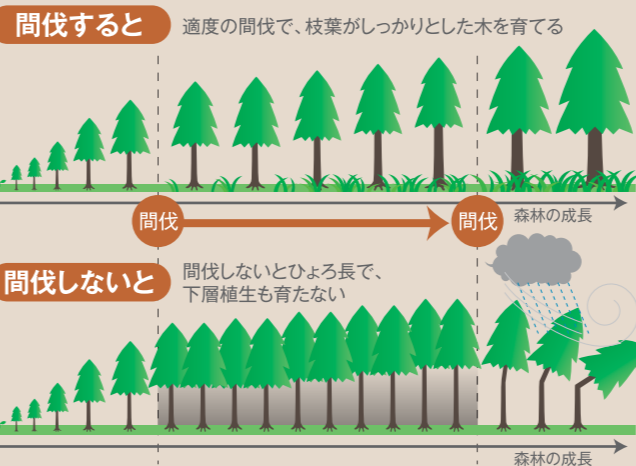 間伐すると
適度の間伐で、枝葉がしっかりとした木を育てる
間伐
間伐
森林の成長
間伐しないと
間伐しないとひょろ長で、
下層植生も育たない
森林の成長